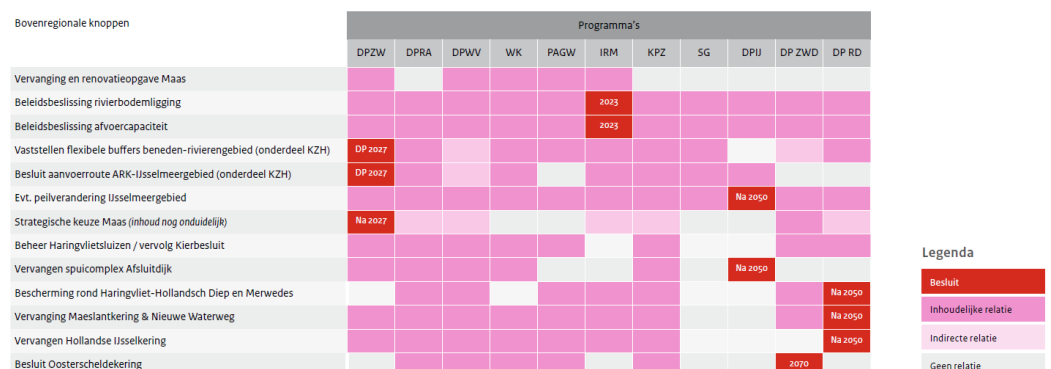 Bovenregionale knoppen
Programma's
DPZW DPRA DPWV WK PAGW IRM KPZ SG DPIJ DP ZWD DP RD
Vervanging en renovatieopgave Maas
Beleidsbeslissing rivierbodemligging 2023
Beleidsbeslissing afvoercapaciteit 2023
Vaststellen flexibele buffers beneden-rivierengebied (onderdeel KZH) DP 2027
Besluit aanvoerroute ARK-IJsselmeergebied (onderdeel KZH) DP 2027
Evt. peilverandering IJsselmeergebied Na 2050
Strategische keuze Maas (inhoud nog onduidelijk) Na 2027
Beheer Haringvlietsluizen / vervolg Kierbesluit
Vervangen spuicomplex Afsluitdijk Na 2050
Bescherming rond Haringvliet-Hollandsch Diep en Merwedes Na 2050
Vervanging Maeslantkering & Nieuwe Waterweg Na 2050
Vervangen Hollandse IJsselkering Na 2050
Besluit Oosterscheldekering 2070
Legenda
Besluit
Inhoudelijke relatie
Indirecte relatie
Geen relatie